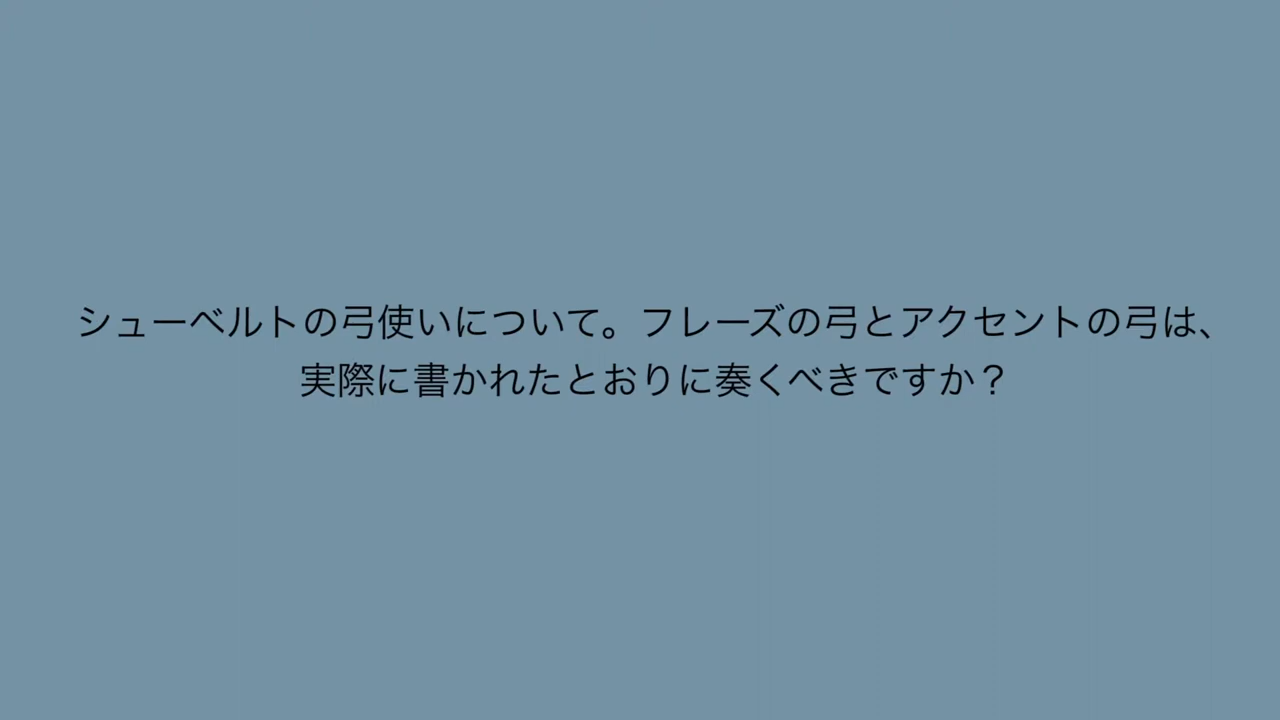 シューベルトの弓使いについて。フレーズの弓とアクセントの弓は、
実際に書かれたとおりに奏くべきですか？